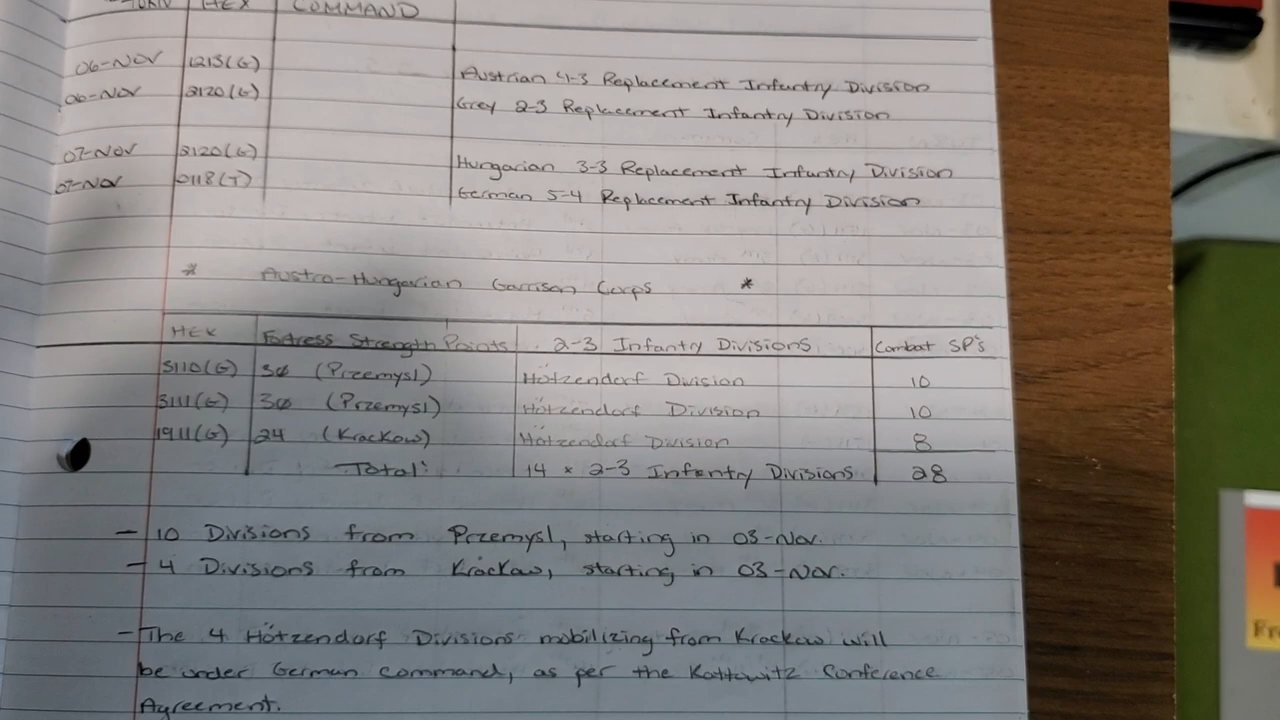 TURN HEX COMMAND
06-NOV 1213(G) Austrian 4-3 Replacement Infantry Division
06-NOV 3120(G) Grey 2-3 Replacement Infantry Division
07-NOV 3120(G) Hungarian 3-3 Replacement Infantry Division
07-NOV 0118(T) German 5-4 Replacement Infantry Division
* Austro-Hungarian Garrison Corps *
HEX Fortress Strength Points 2-3 Infantry Divisions Combat SP's
3110(G) 30 (Przemysl) Hötzendorf Division 10
3111(G) 30 (Przemysl) Hötzendorf Division 10
1911(G) 24 (Krackow) Hötzendorf Division 8
Total: 14 x 2-3 Infantry Divisions 28
- 10 Divisions from Przemysl, starting in 03-Nov.
- 4 Divisions from Krackow, starting in 03-Nov.
- The 4 Hötzendorf Divisions mobilizing from Krackow will
be under German command, as per the Kattowitz Conference
Agreement.